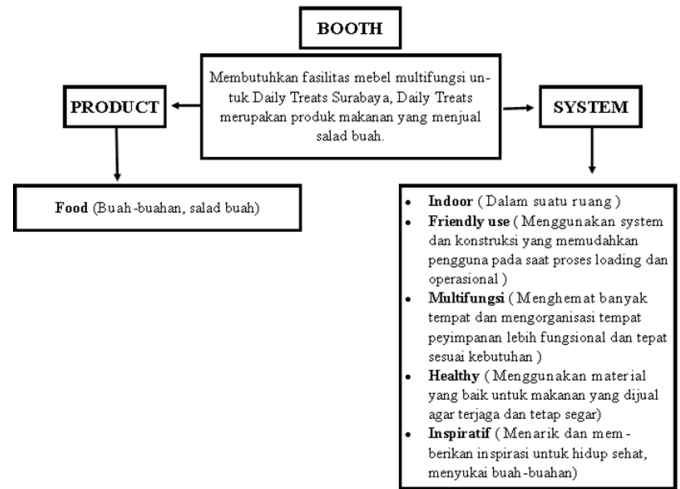 BOOTH
Membutuhkan fasilitas mebel multifungsi un-
tuk Daily Treats Surabaya, Daily Treats
merupakan produk makanan yang menjual
salad buah.
PRODUCT
SYSTEM
Food (Buah-buahan, salad buah)
• Indoor ( Dalam suatu ruang )
• Friendly use ( Menggunakan system
dan konstruksi yang memudahkan
pengguna pada saat proses loading dan
operasional )
• Multifungsi ( Menghemat banyak
tempat dan mengorganisasi tempat
peyimpanan lebih fungsional dan tepat
sesuai kebutuhan )
• Healthy ( Menggunakan material
yang baik untuk makanan yang dijual
agar terjaga dan tetap segar)
• Inspiratif ( Menarik dan mem -
berikan inspirasi untuk hidup sehat,
menyukai buah-buahan)